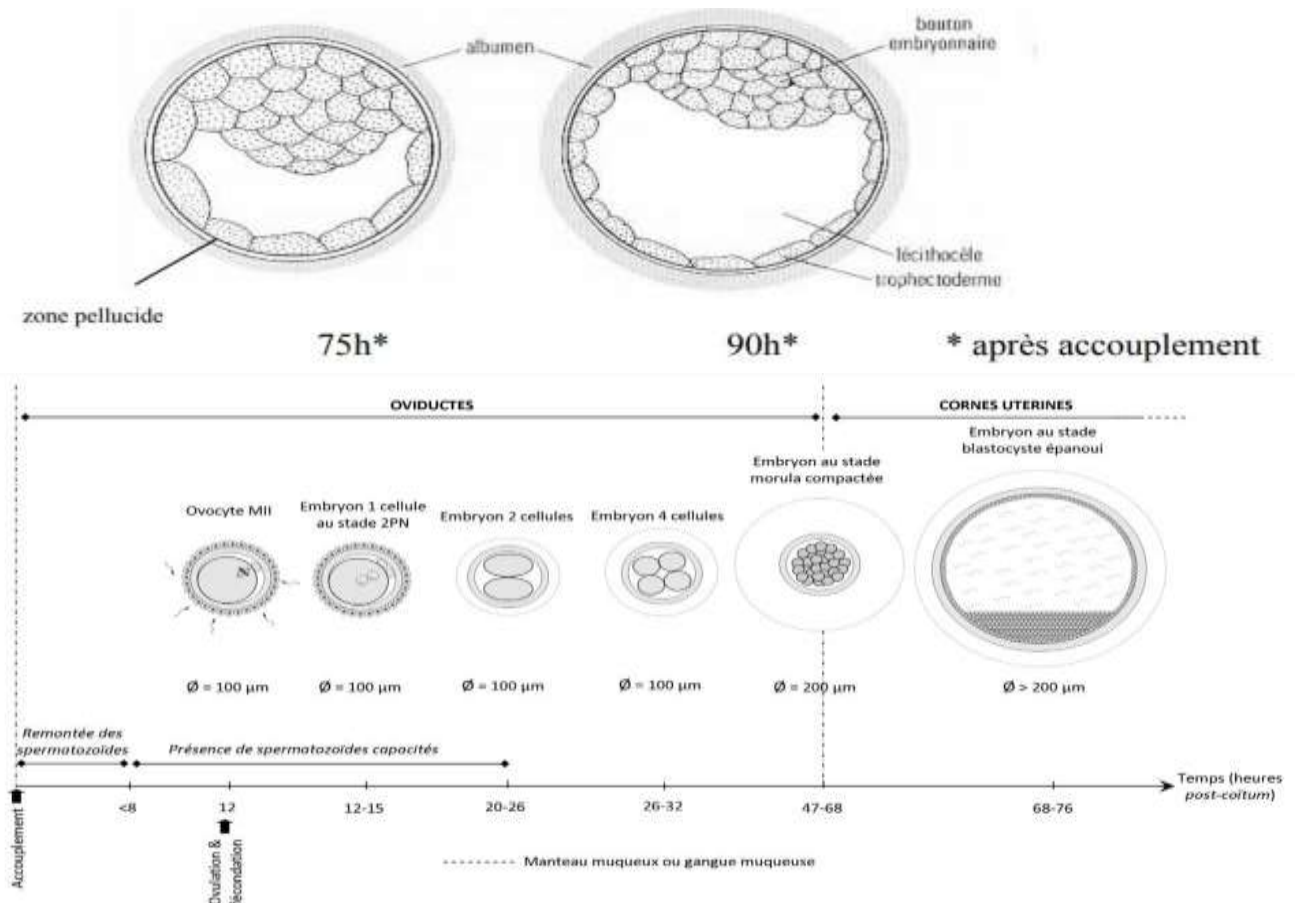 albumen
bouton
embryonnaire
lécithocèle
trophectoderme
zone pellucide
75h*
90h*
* après accouplement
OVIDUCTES
CORNES UTERINES
Embryon au stade
blastocyste épanoui
Embryon au stade
morula compactée
Ovocyte MII
Embryon 1 cellule
au stade 2PN
Embryon 2 cellules
Embryon 4 cellules
Ø = 100 µm
Ø = 100 µm
Ø = 100 µm
Ø = 100 µm
Ø = 200 µm
Ø > 200 µm
Remontée des
spermatozoïdes
Présence de spermatozoïdes capacités
Temps (heures
post-coïtum)
<8
12
12-15
20-26
26-32
47-68
68-76
Accouplement
Ovulation &
fécondation
Manteau muqueux ou gangue muqueuse